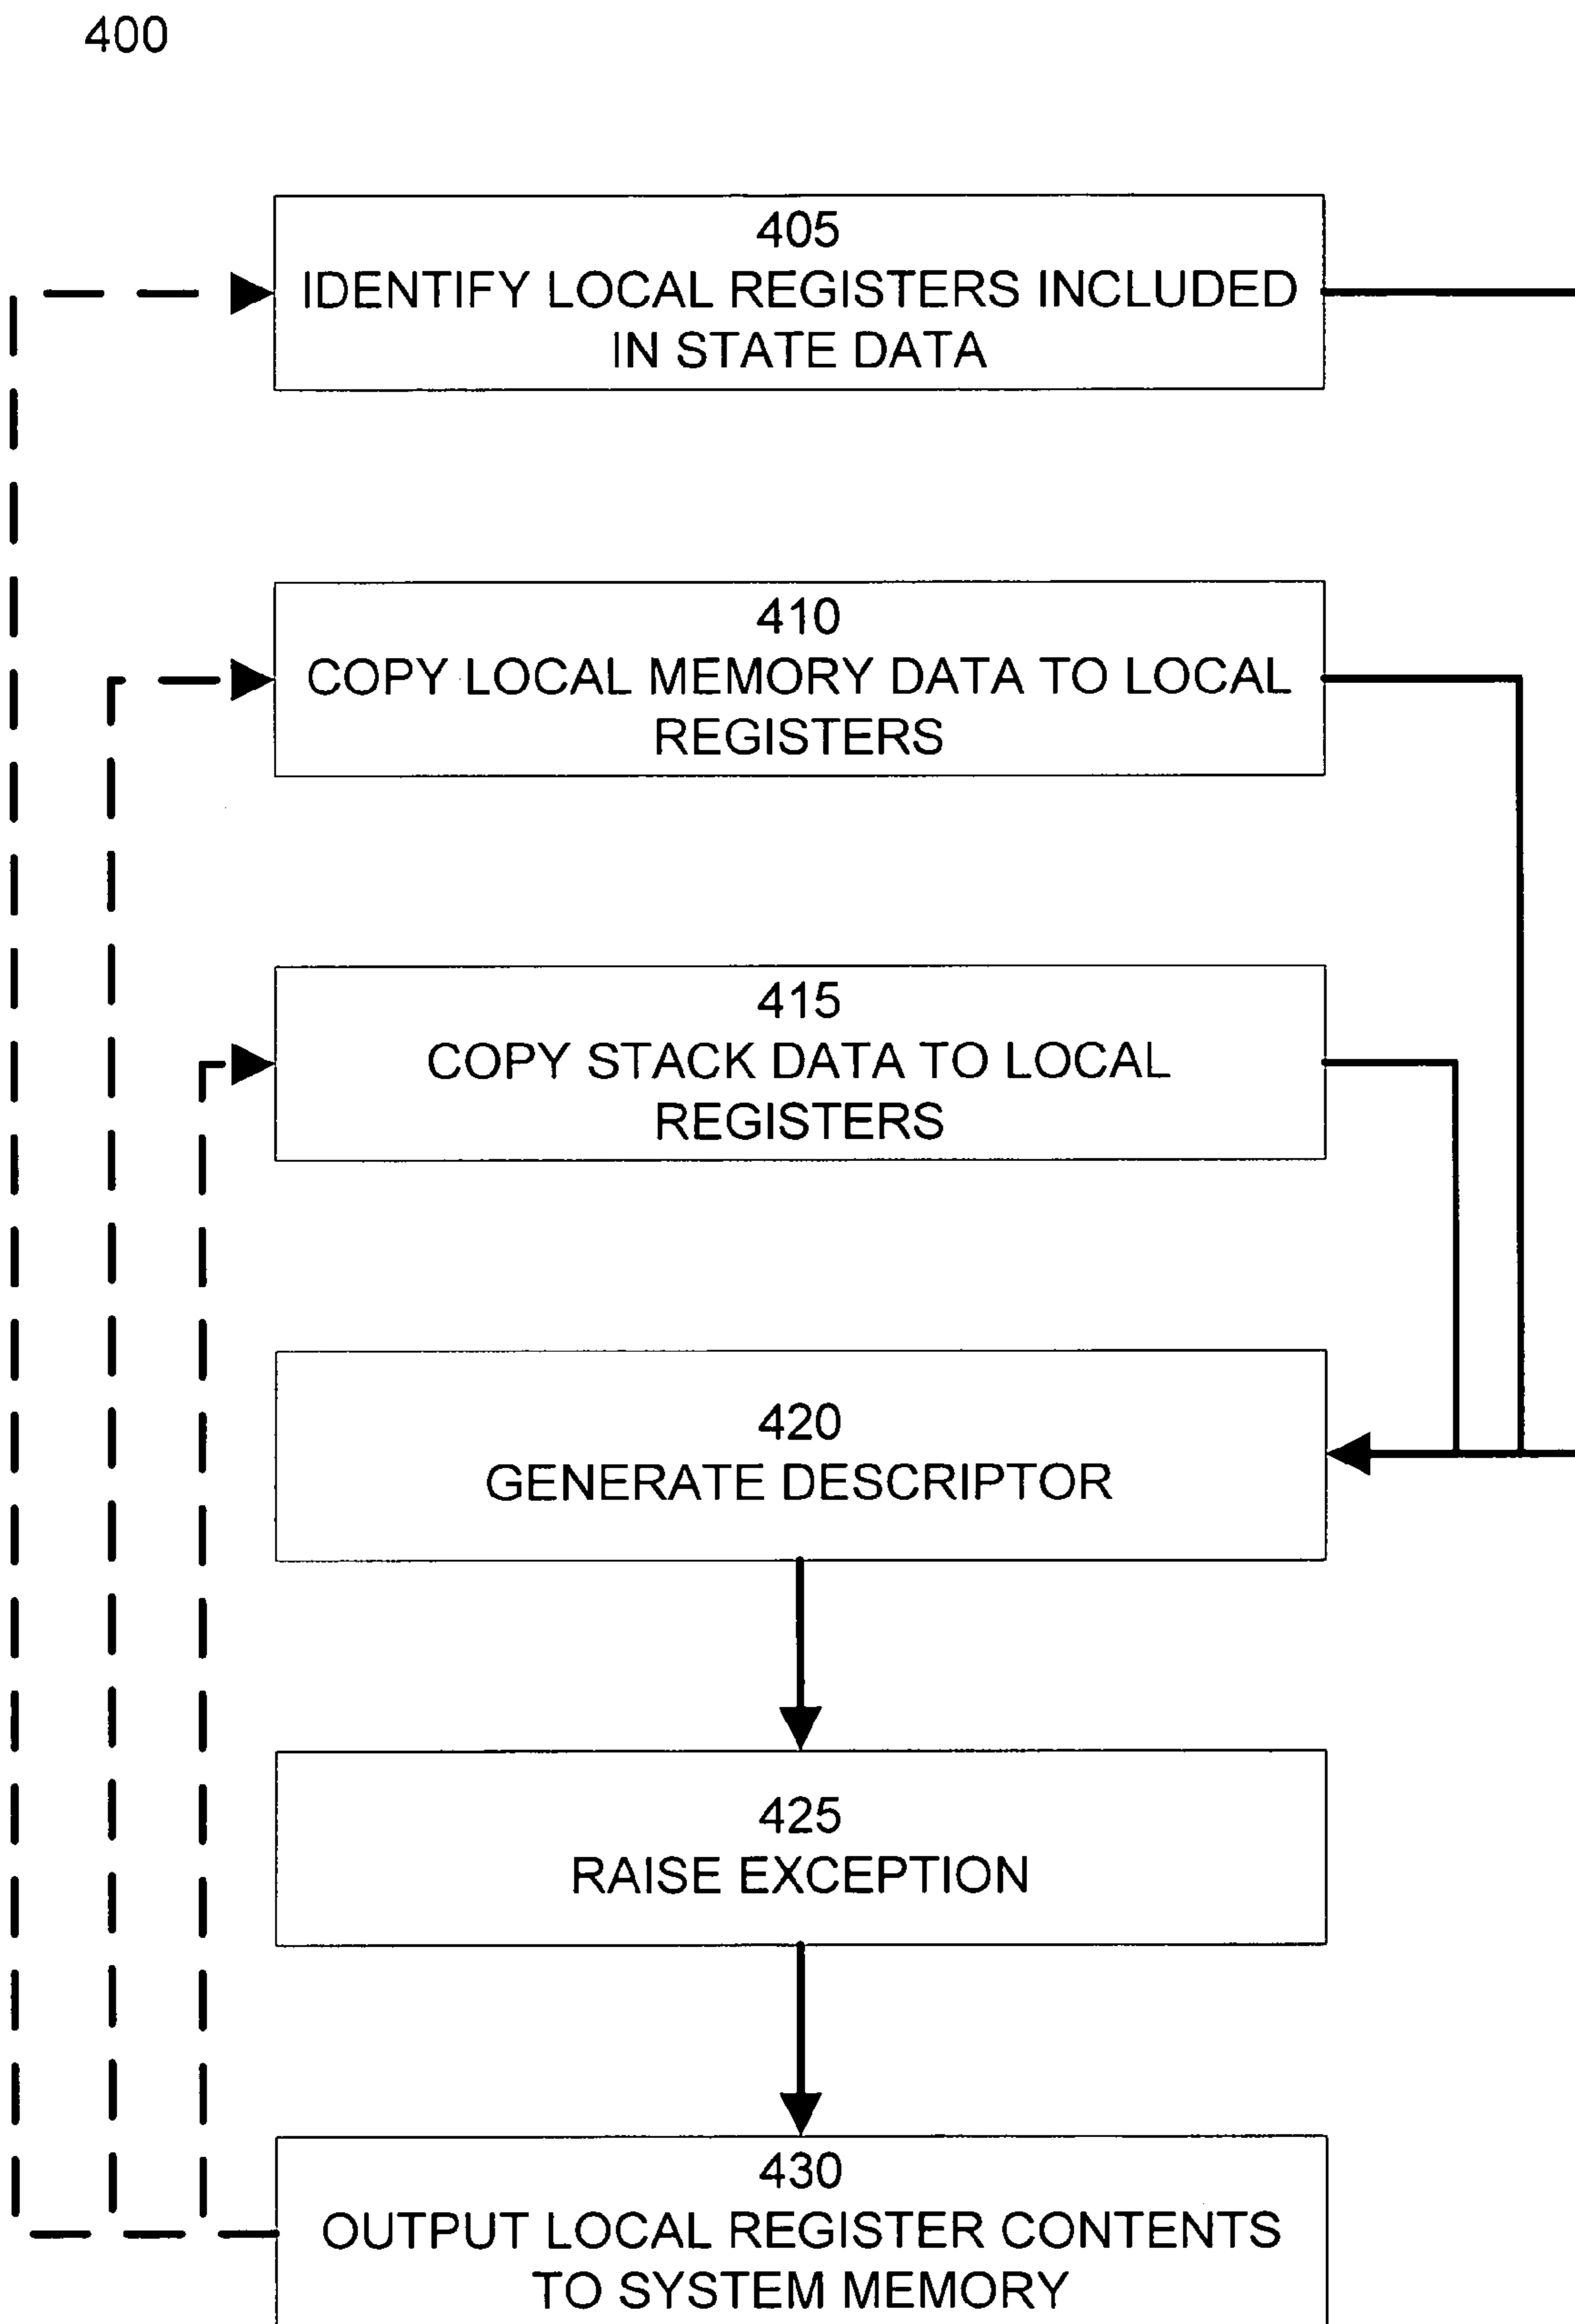 400
405
IDENTIFY LOCAL REGISTERS INCLUDED
IN STATE DATA
410
COPY LOCAL MEMORY DATA TO LOCAL
REGISTERS
415
COPY STACK DATA TO LOCAL
REGISTERS
420
GENERATE DESCRIPTOR
425
RAISE EXCEPTION
430
OUTPUT LOCAL REGISTER CONTENTS
TO SYSTEM MEMORY